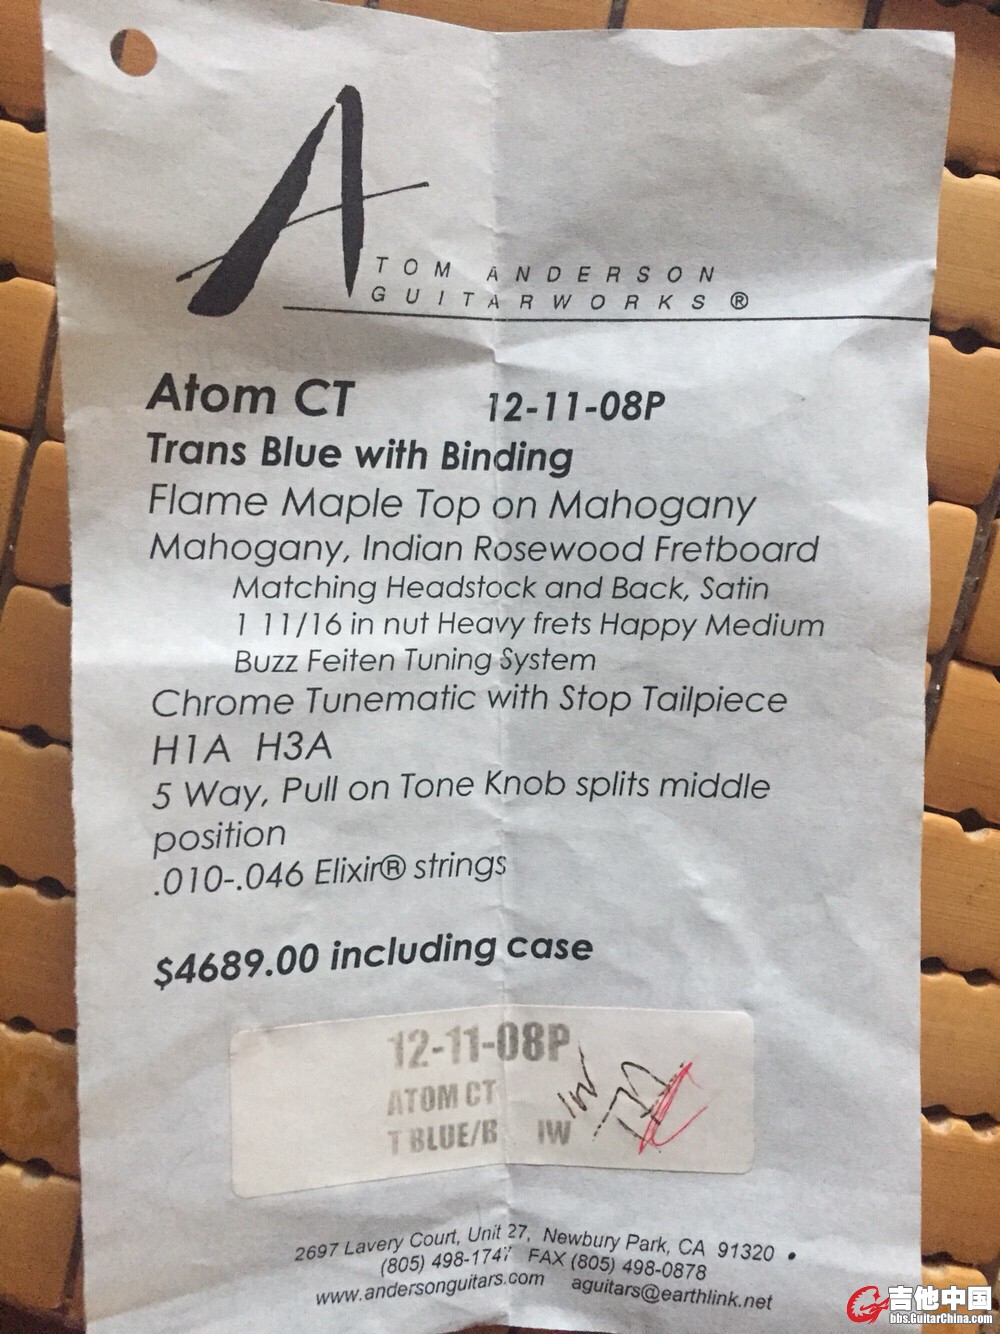 TOM ANDERSON
GUITARWORKS ®
Atom CT 12-11-08P
Trans Blue with Binding
Flame Maple Top on Mahogany
Mahogany, Indian Rosewood Fretboard
Matching Headstock and Back, Satin
1 11/16 in nut Heavy frets Happy Medium
Buzz Feiten Tuning System
Chrome Tunematic with Stop Tailpiece
H1A H3A
5 Way, Pull on Tone Knob splits middle
position
.010-.046 Elixir® strings
$4689.00 including case
12-11-08P
ATOM CT
T BLUE/B IW
2697 Lavery Court, Unit 27, Newbury Park, CA 91320 •
(805) 498-1747 FAX (805) 498-0878
www.andersonguitars.com aguitars@earthlink.net
吉他中国
bbs.GuitarChina.com